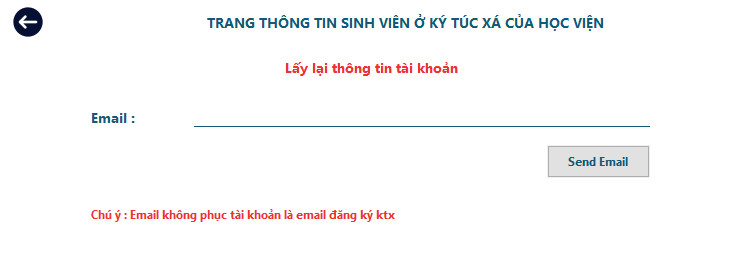 TRANG THÔNG TIN SINH VIÊN Ở KÝ TÚC XÁ CỦA HỌC VIỆN
Lấy lại thông tin tài khoản
Email :
Send Email
Chú ý : Email không phục tài khoản là email đăng ký ktx